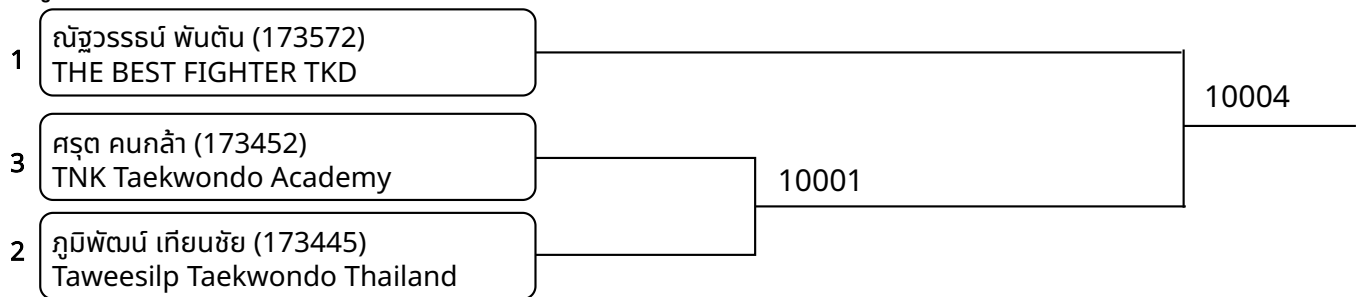 1
ณัฐวรรธน์ พันตัน (173572)
THE BEST FIGHTER TKD
10004
3
ศรุต คนกล้า (173452)
TNK Taekwondo Academy
10001
2
ภูมิพัฒน์ เทียนชัย (173445)
Taweesilp Taekwondo Thailand